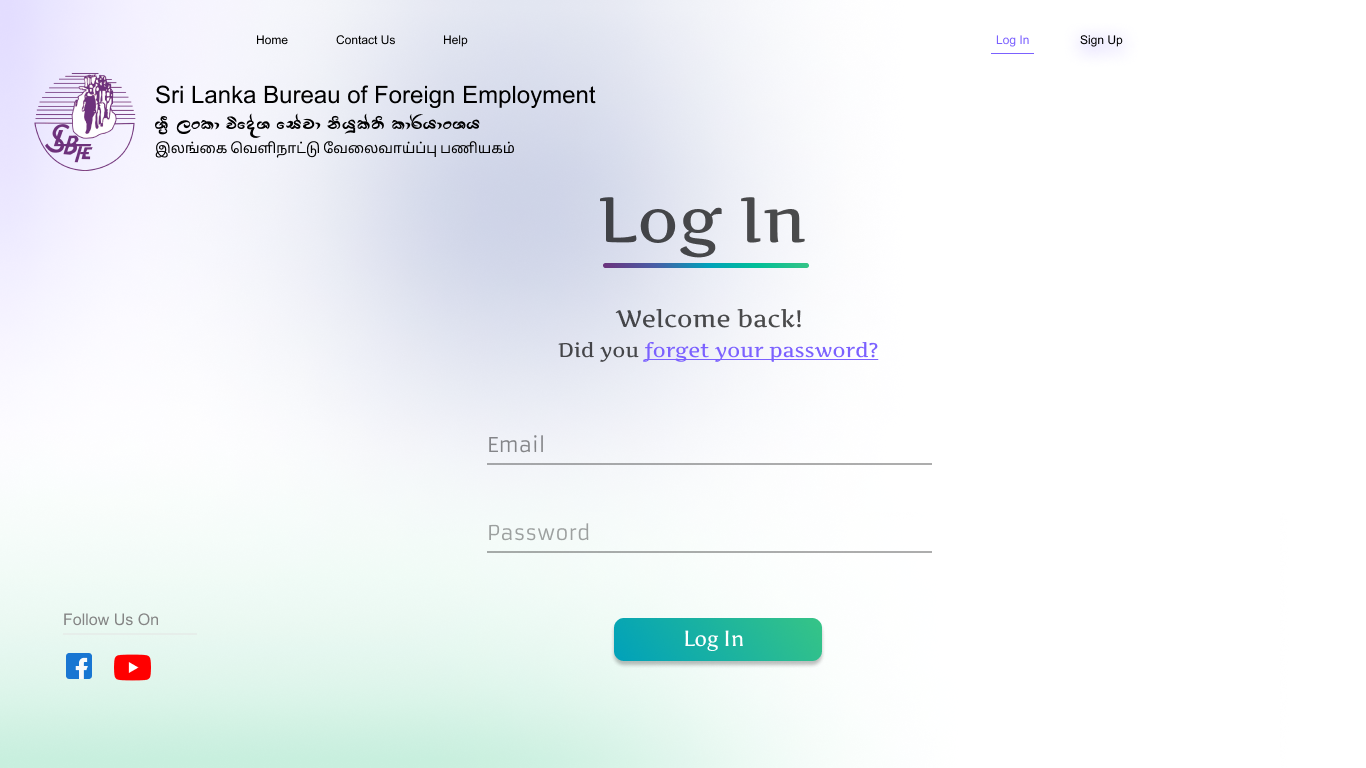 Home Contact Us Help Log In Sign Up
Sri Lanka Bureau of Foreign Employment
ශ්‍රී ලංකා විදේශ සේවා නියුක්ති කාර්යාංශය
இலங்கை வெளிநாட்டு வேலைவாய்ப்பு பணியகம்
SLBFE
Log In
Welcome back!
Did you forget your password?
Email
Password
Log In
Follow Us On